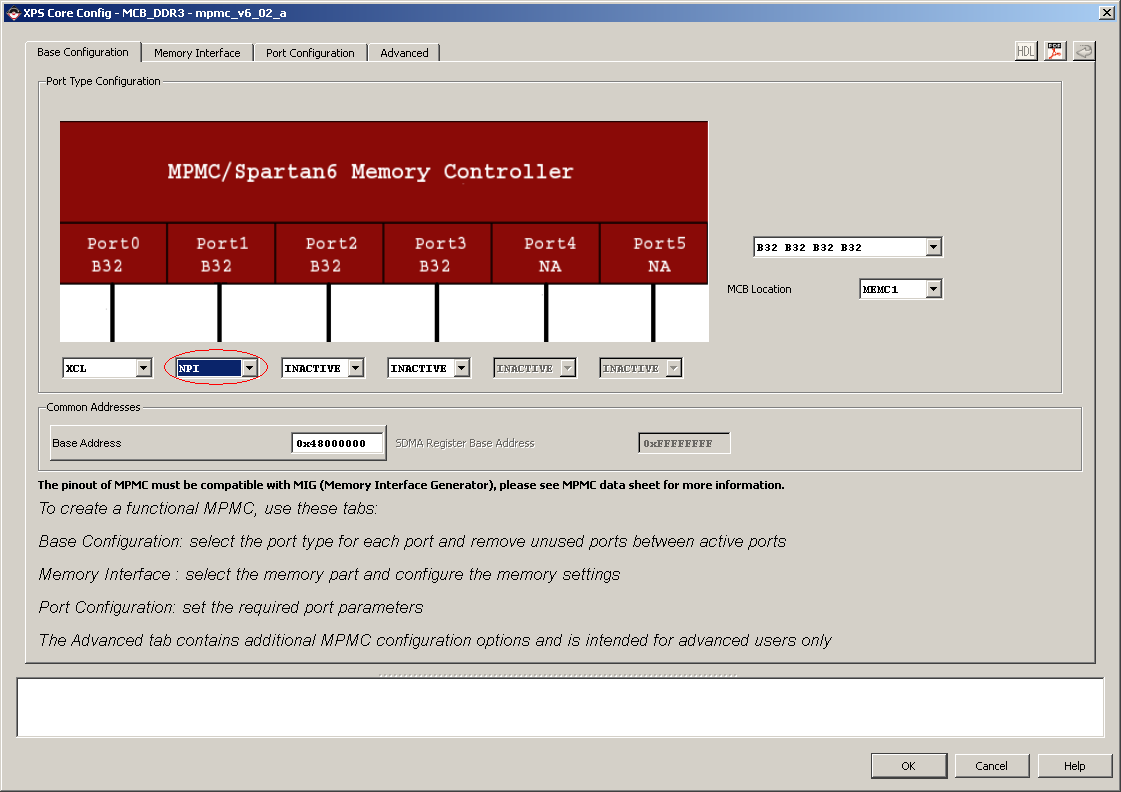 XPS Core Config - MCB_DDR3 - mpmc_v6_02_a
Base Configuration Memory Interface Port Configuration Advanced HDL PDF
Port Type Configuration
MPMC/Spartan6 Memory Controller
Port0 Port1 Port2 Port3 Port4 Port5
B32 B32 B32 B32 NA NA
B32 B32 B32 B32
MCB Location MEMC1
XCL NPI INACTIVE INACTIVE INACTIVE INACTIVE
Common Addresses
Base Address 0x48000000 SDMA Register Base Address 0xFFFFFFFF
The pinout of MPMC must be compatible with MIG (Memory Interface Generator), please see MPMC data sheet for more information.
To create a functional MPMC, use these tabs:
Base Configuration: select the port type for each port and remove unused ports between active ports
Memory Interface : select the memory part and configure the memory settings
Port Configuration: set the required port parameters
The Advanced tab contains additional MPMC configuration options and is intended for advanced users only
OK Cancel Help